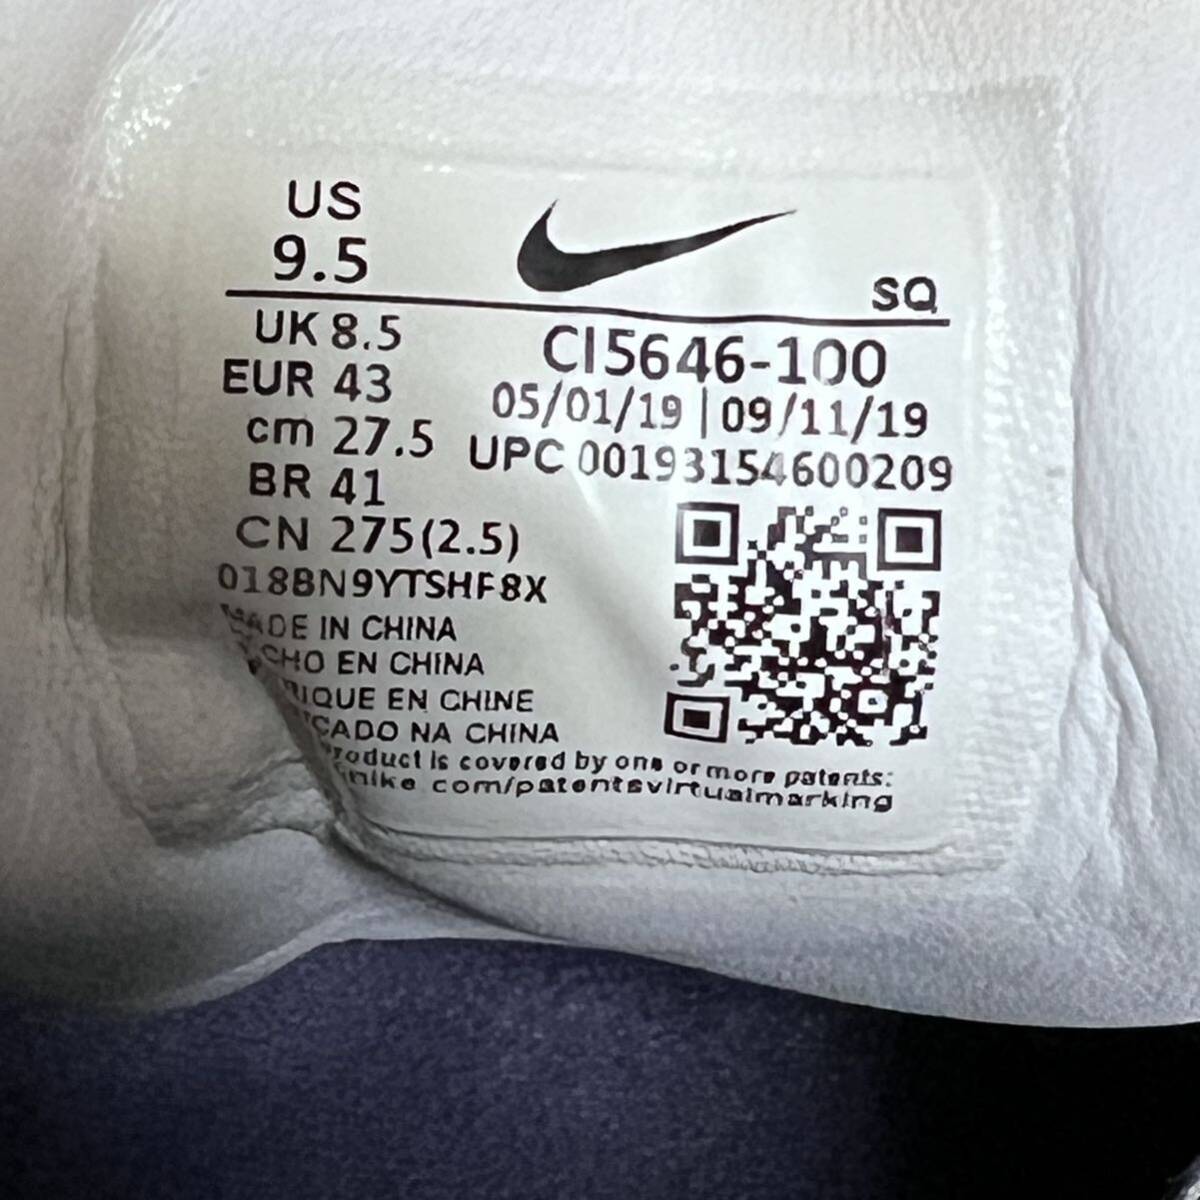 US
9.5
SQ
UK 8.5
EUR 43
cm 27.5
BR 41
CN 275(2.5)
CI5646-100
05/01/19 | 09/11/19
UPC 00193154600209
018BN9YTSHF8X
MADE IN CHINA
CHO EN CHINA
IQUE EN CHINE
CADO NA CHINA
roduct is covered by one or more patents:
nike com/patentsvirtualmarking